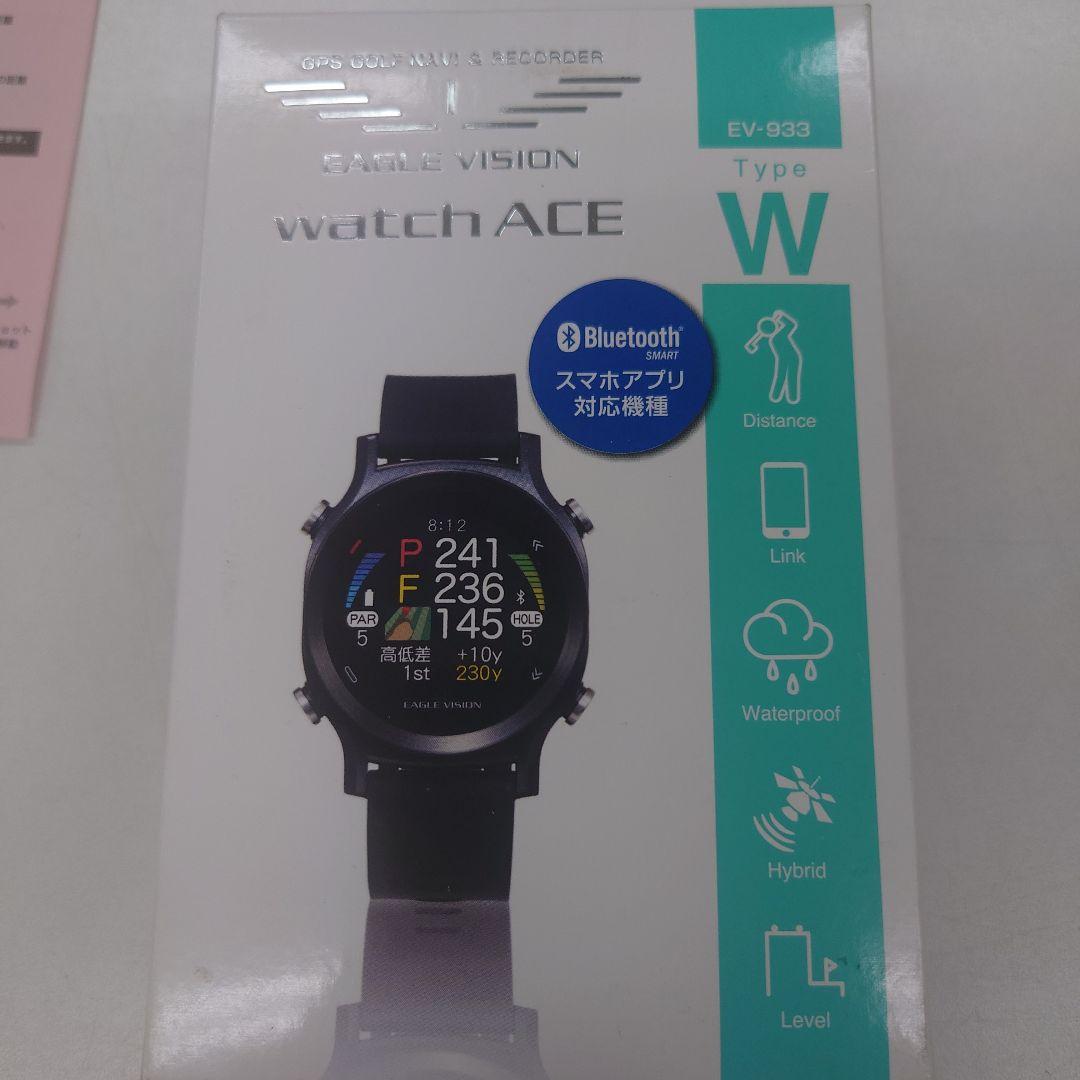 GPS GOLF NAVI & RECORDER
EAGLE VISION
watch ACE
EV-933
Type
W
Bluetooth®
SMART
スマホアプリ
対応機種
Distance
Link
Waterproof
Hybrid
Level
8:12
P 241
F 236
145
PAR
5
HOLE
5
高低差 +10y
1st 230y
EAGLE VISION